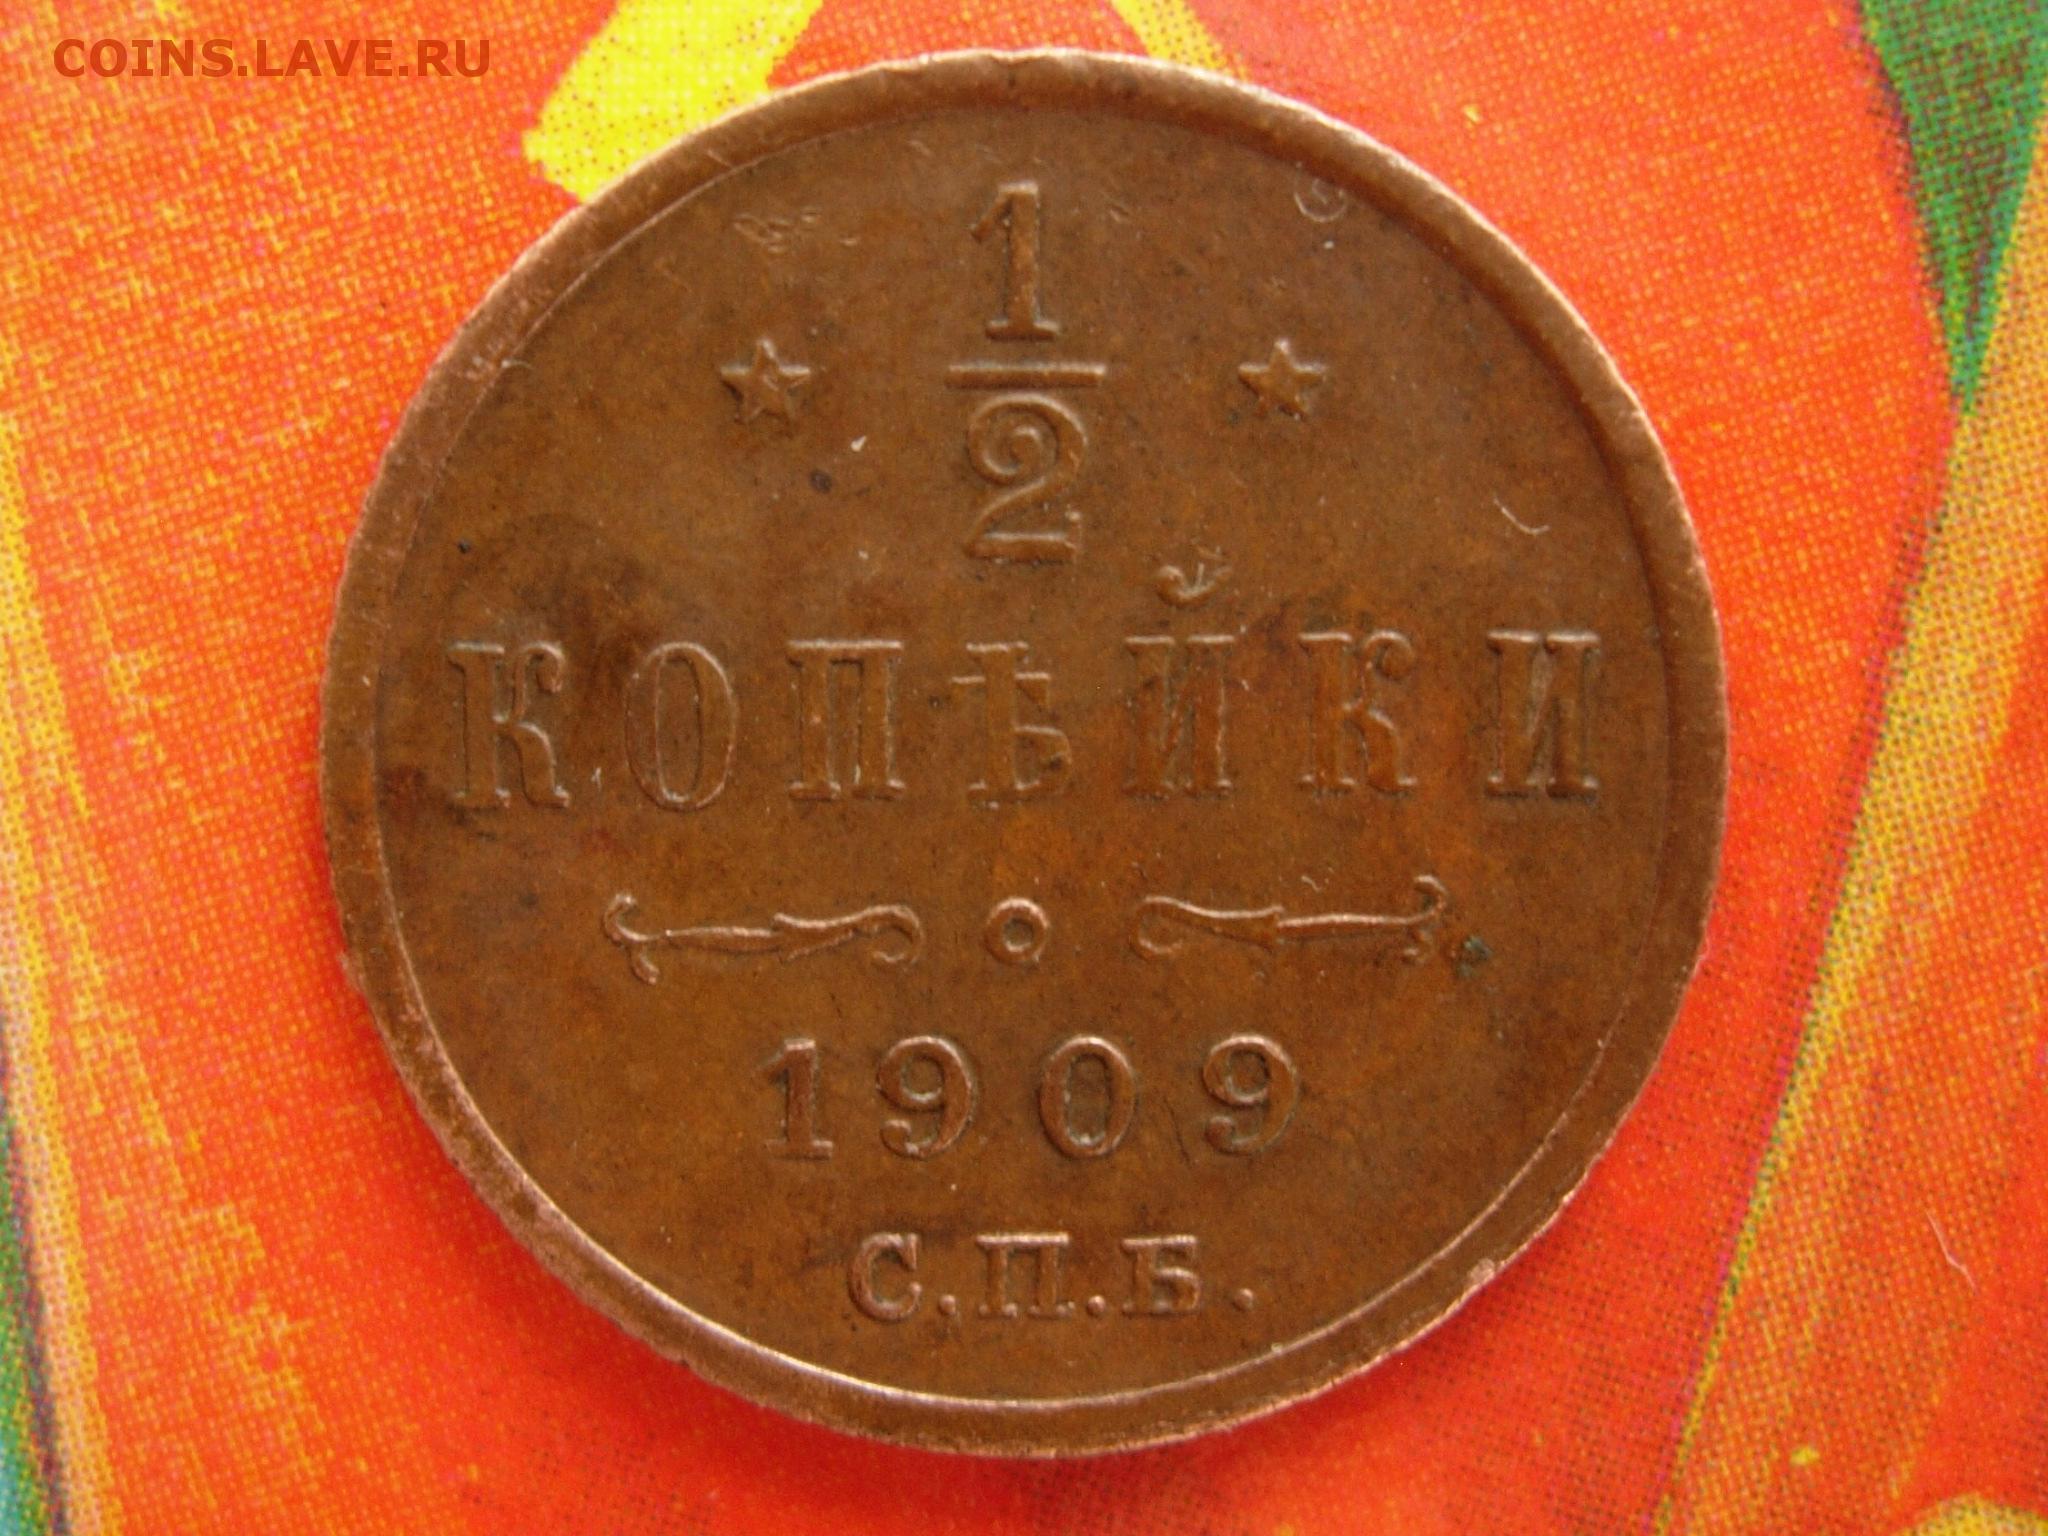 COINS.LAVE.RU
1/2
КОПѢЙКИ
1909
С.П.Б.